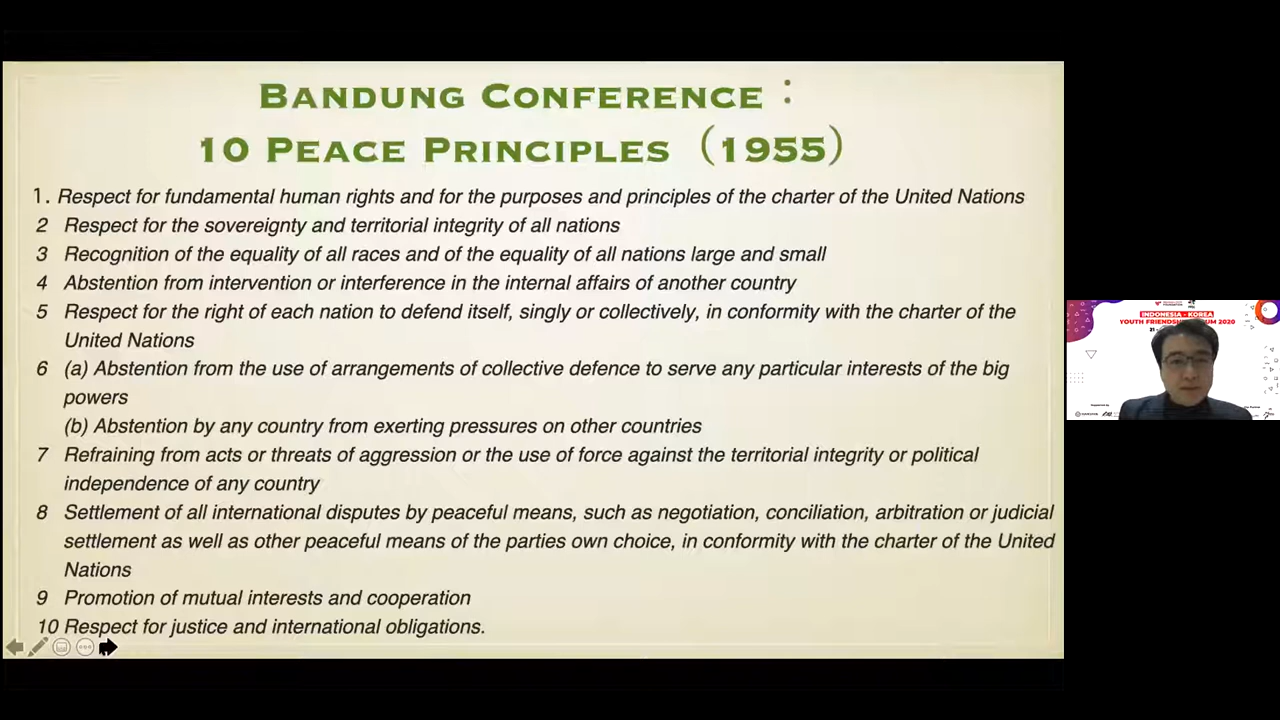 BANDUNG CONFERENCE：
10 PEACE PRINCIPLES（1955）
1. Respect for fundamental human rights and for the purposes and principles of the charter of the United Nations
2 Respect for the sovereignty and territorial integrity of all nations
3 Recognition of the equality of all races and of the equality of all nations large and small
4 Abstention from intervention or interference in the internal affairs of another country
5 Respect for the right of each nation to defend itself, singly or collectively, in conformity with the charter of the
United Nations
6 (a) Abstention from the use of arrangements of collective defence to serve any particular interests of the big
powers
(b) Abstention by any country from exerting pressures on other countries
7 Refraining from acts or threats of aggression or the use of force against the territorial integrity or political
independence of any country
8 Settlement of all international disputes by peaceful means, such as negotiation, conciliation, arbitration or judicial
settlement as well as other peaceful means of the parties own choice, in conformity with the charter of the United
Nations
9 Promotion of mutual interests and cooperation
10 Respect for justice and international obligations.
INDONESIA - KOREA
YOUTH 2020